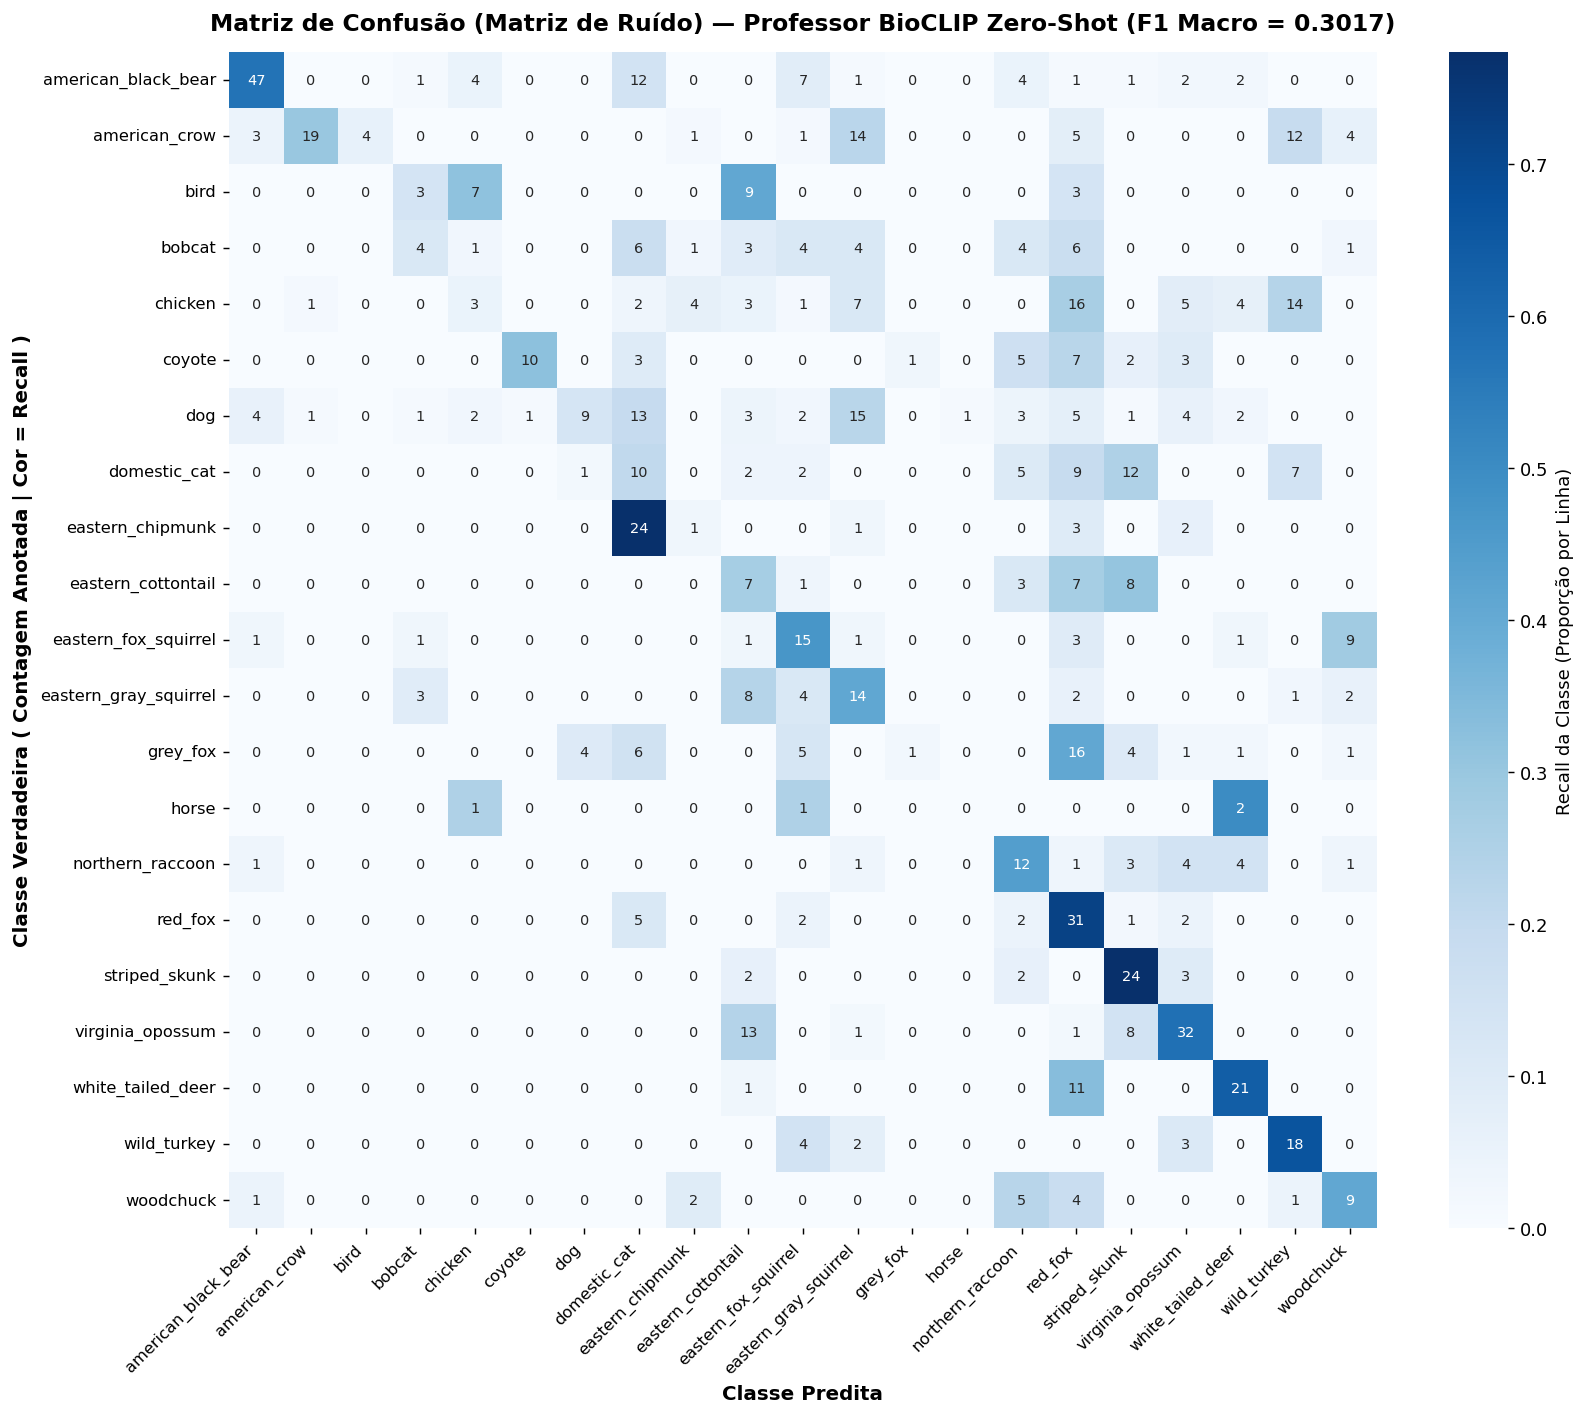 Matriz de Confusão (Matriz de Ruído) — Professor BioCLIP Zero-Shot (F1 Macro = 0.3017)
Classe Verdadeira ( Contagem Anotada | Cor = Recall )
american_black_bear 47 0 0 1 4 0 0 12 0 0 7 1 0 0 4 1 1 2 2 0 0
american_crow 3 19 4 0 0 0 0 0 1 0 1 14 0 0 0 5 0 0 0 12 4
bird 0 0 0 3 7 0 0 0 0 9 0 0 0 0 0 3 0 0 0 0 0
bobcat 0 0 0 4 1 0 0 6 1 3 4 4 0 0 4 6 0 0 0 0 1
chicken 0 1 0 0 3 0 0 2 4 3 1 7 0 0 0 16 0 5 4 14 0
coyote 0 0 0 0 0 10 0 3 0 0 0 0 1 0 5 7 2 3 0 0 0
dog 4 1 0 1 2 1 9 13 0 3 2 15 0 1 3 5 1 4 2 0 0
domestic_cat 0 0 0 0 0 0 1 10 0 2 2 0 0 0 5 9 12 0 0 7 0
eastern_chipmunk 0 0 0 0 0 0 0 24 1 0 0 1 0 0 0 3 0 2 0 0 0
eastern_cottontail 0 0 0 0 0 0 0 0 0 7 1 0 0 0 3 7 8 0 0 0 0
eastern_fox_squirrel 1 0 0 1 0 0 0 0 0 1 15 1 0 0 0 3 0 0 1 0 9
eastern_gray_squirrel 0 0 0 3 0 0 0 0 0 8 4 14 0 0 0 2 0 0 0 1 2
grey_fox 0 0 0 0 0 0 4 6 0 0 5 0 1 0 0 16 4 1 1 0 1
horse 0 0 0 0 1 0 0 0 0 0 1 0 0 0 0 0 0 0 2 0 0
northern_raccoon 1 0 0 0 0 0 0 0 0 0 0 1 0 0 12 1 3 4 4 0 1
red_fox 0 0 0 0 0 0 0 5 0 0 2 0 0 0 2 31 1 2 0 0 0
striped_skunk 0 0 0 0 0 0 0 0 0 2 0 0 0 0 2 0 24 3 0 0 0
virginia_opossum 0 0 0 0 0 0 0 0 0 13 0 1 0 0 0 1 8 32 0 0 0
white_tailed_deer 0 0 0 0 0 0 0 0 0 1 0 0 0 0 0 11 0 0 21 0 0
wild_turkey 0 0 0 0 0 0 0 0 0 0 4 2 0 0 0 0 0 3 0 18 0
woodchuck 1 0 0 0 0 0 0 0 2 0 0 0 0 0 5 4 0 0 0 1 9
american_black_bear
american_crow
bird
bobcat
chicken
coyote
dog
domestic_cat
eastern_chipmunk
eastern_cottontail
eastern_fox_squirrel
eastern_gray_squirrel
grey_fox
horse
northern_raccoon
red_fox
striped_skunk
virginia_opossum
white_tailed_deer
wild_turkey
woodchuck
Classe Predita
0.7
0.6
0.5
0.4
0.3
0.2
0.1
0.0
Recall da Classe (Proporção por Linha)